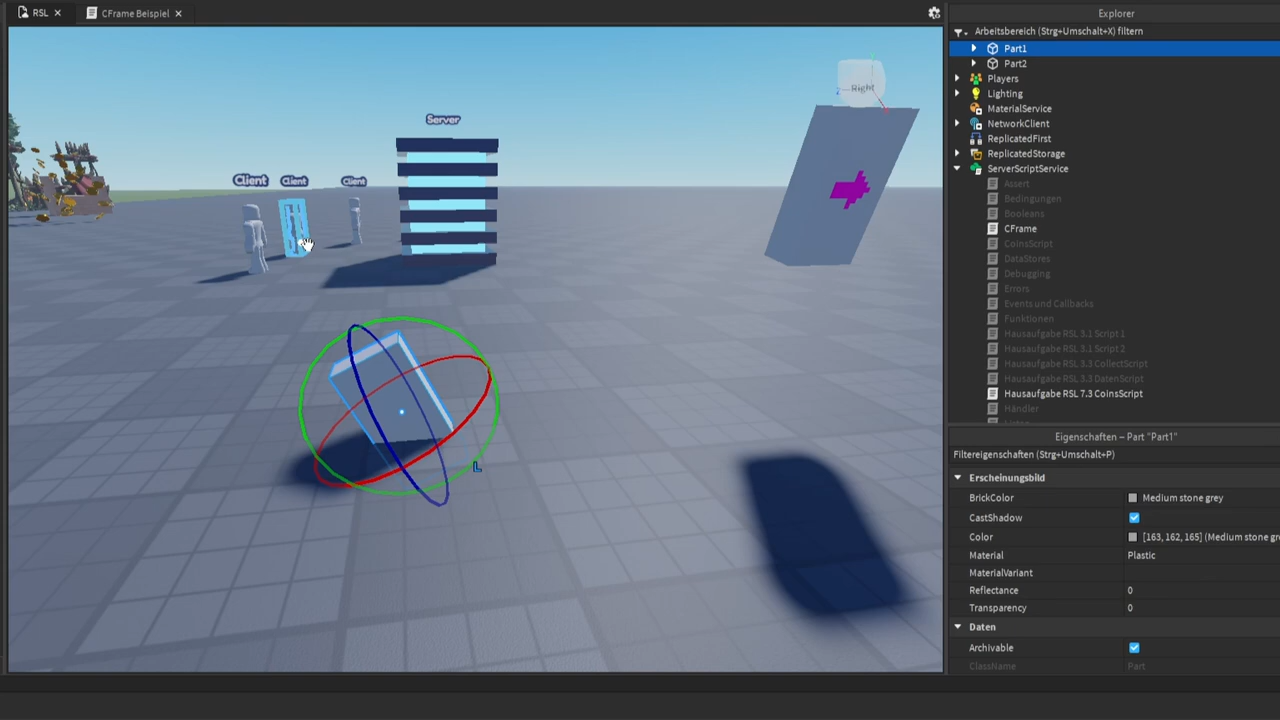 RSL
CFrame Beispiel
Explorer
Arbeitsbereich (Strg+Umschalt+X) filtern
Part1
Part2
Players
Lighting
MaterialService
NetworkClient
ReplicatedFirst
ReplicatedStorage
ServerScriptService
Assert
Bedingungen
Booleans
CFrame
CoinsScript
DataStores
Debugging
Errors
Events und Callbacks
Funktionen
Hausaufgabe RSL 3.1 Script 1
Hausaufgabe RSL 3.1 Script 2
Hausaufgabe RSL 3.3 CollectScript
Hausaufgabe RSL 3.3 DatenScript
Hausaufgabe RSL 7.3 CoinsScript
Händler
Right
Server
Client
Client
Client
L
Eigenschaften – Part "Part1"
Filtereigenschaften (Strg+Umschalt+P)
Erscheinungsbild
BrickColor Medium stone grey
CastShadow
Color [163, 162, 165] (Medium stone gre
Material Plastic
MaterialVariant
Reflectance 0
Transparency 0
Daten
Archivable
ClassName Part